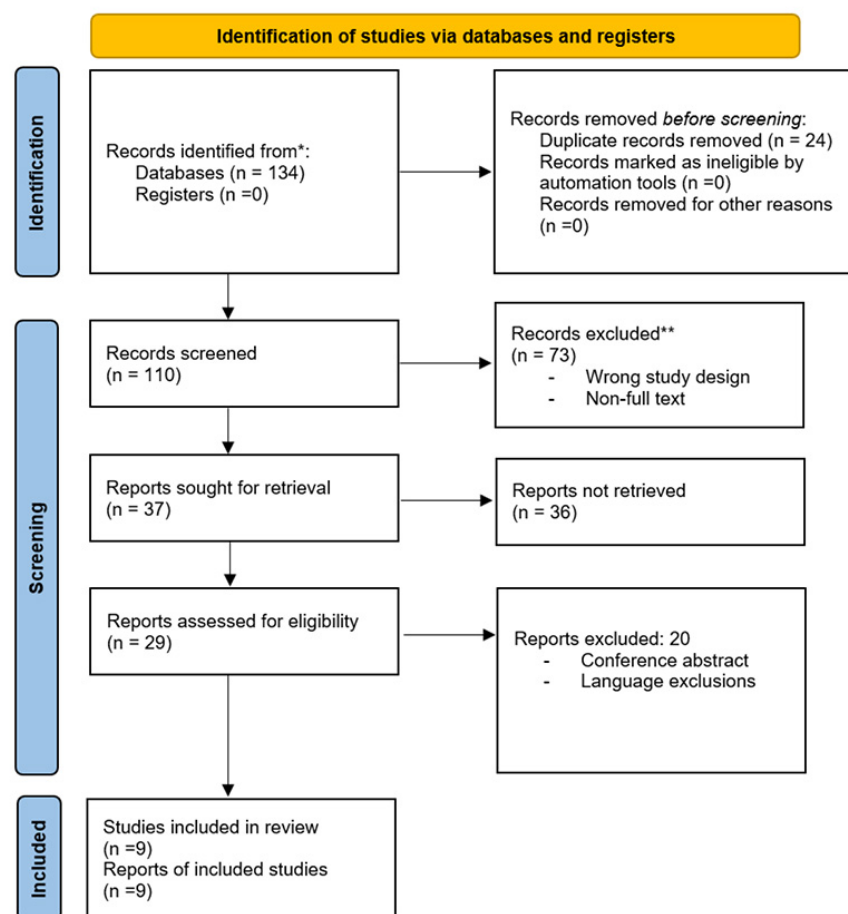 Identification of studies via databases and registers
Identification
Records identified from*:
Databases (n = 134)
Registers (n =0)
Records removed before screening:
Duplicate records removed (n = 24)
Records marked as ineligible by
automation tools (n =0)
Records removed for other reasons
(n =0)
Screening
Records screened
(n = 110)
Records excluded**
(n = 73)
- Wrong study design
- Non-full text
Reports sought for retrieval
(n = 37)
Reports not retrieved
(n = 36)
Reports assessed for eligibility
(n = 29)
Reports excluded: 20
- Conference abstract
- Language exclusions
Included
Studies included in review
(n =9)
Reports of included studies
(n =9)